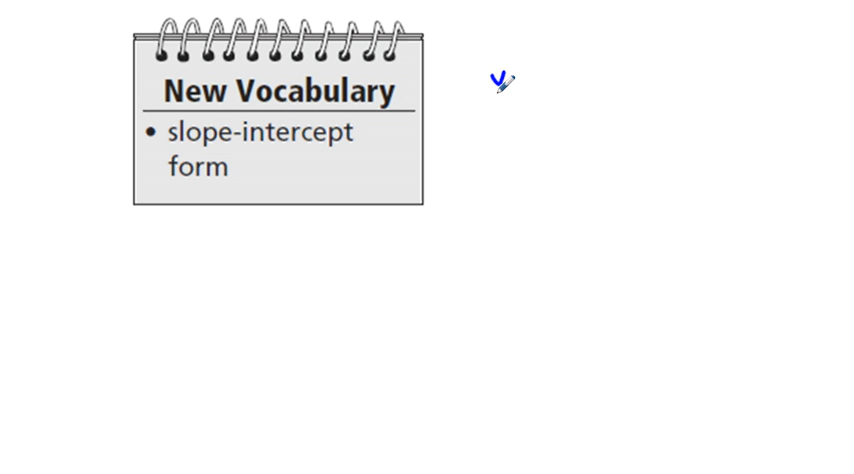 New Vocabulary
• slope-intercept
form